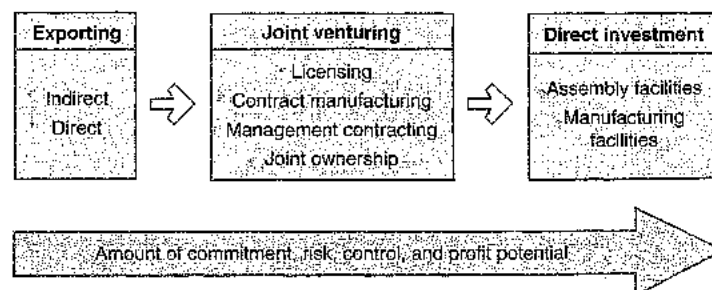 Exporting
Indirect
Direct
Joint venturing
Licensing
Contract manufacturing
Management contracting
Joint ownership
Direct investment
Assembly facilities
Manufacturing
facilities
Amount of commitment, risk, control, and profit potential